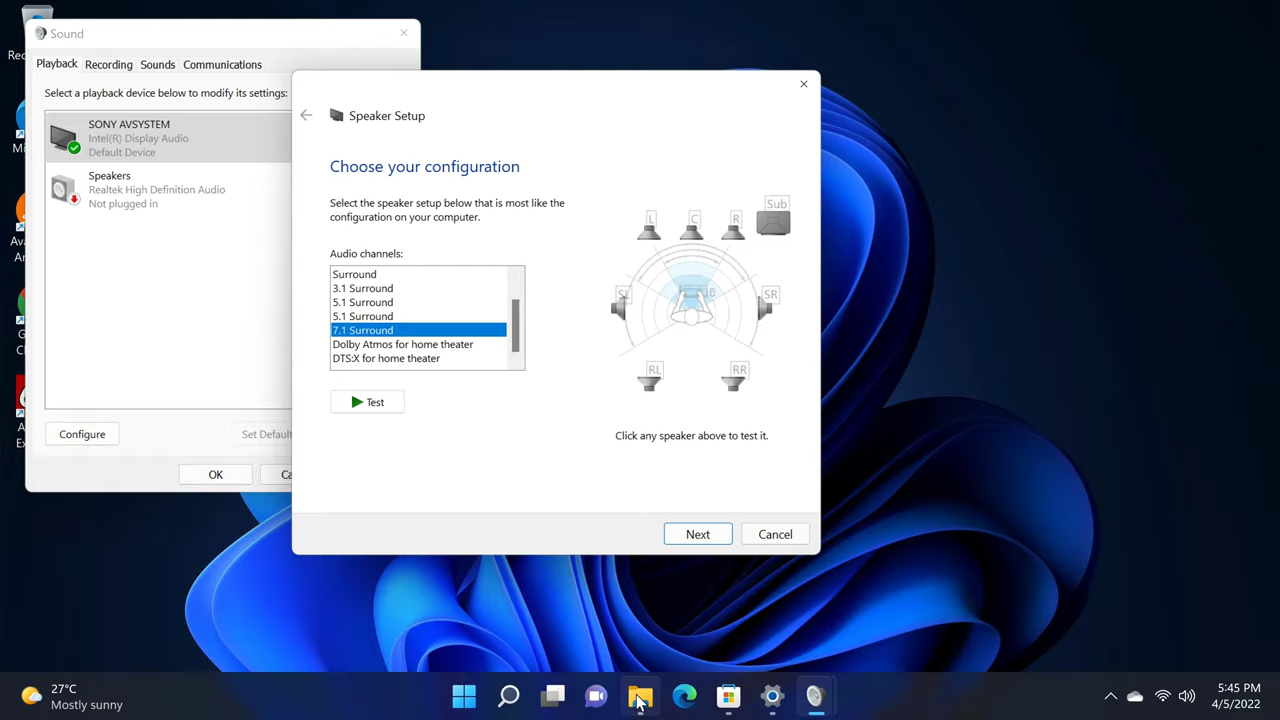 Sound
Playback
Recording
Sounds
Communications
Select a playback device below to modify its settings:
SONY AVSYSTEM
Intel(R) Display Audio
Default Device
Speakers
Realtek High Definition Audio
Not plugged in
Configure
Set Default
OK
Speaker Setup
Choose your configuration
Select the speaker setup below that is most like the
configuration on your computer.
Audio channels:
Surround
3.1 Surround
5.1 Surround
5.1 Surround
7.1 Surround
Dolby Atmos for home theater
DTS:X for home theater
Test
L
C
R
Sub
SL
SR
RL
RR
Click any speaker above to test it.
Next
Cancel
27°C
Mostly sunny
5:45 PM
4/5/2022